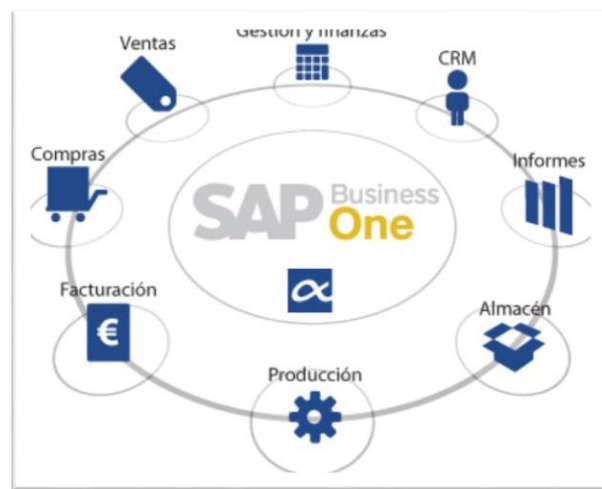 Gestión y finanzas
Ventas
CRM
Compras
Informes
SAP Business
One
Facturación
€
Almacén
Producción